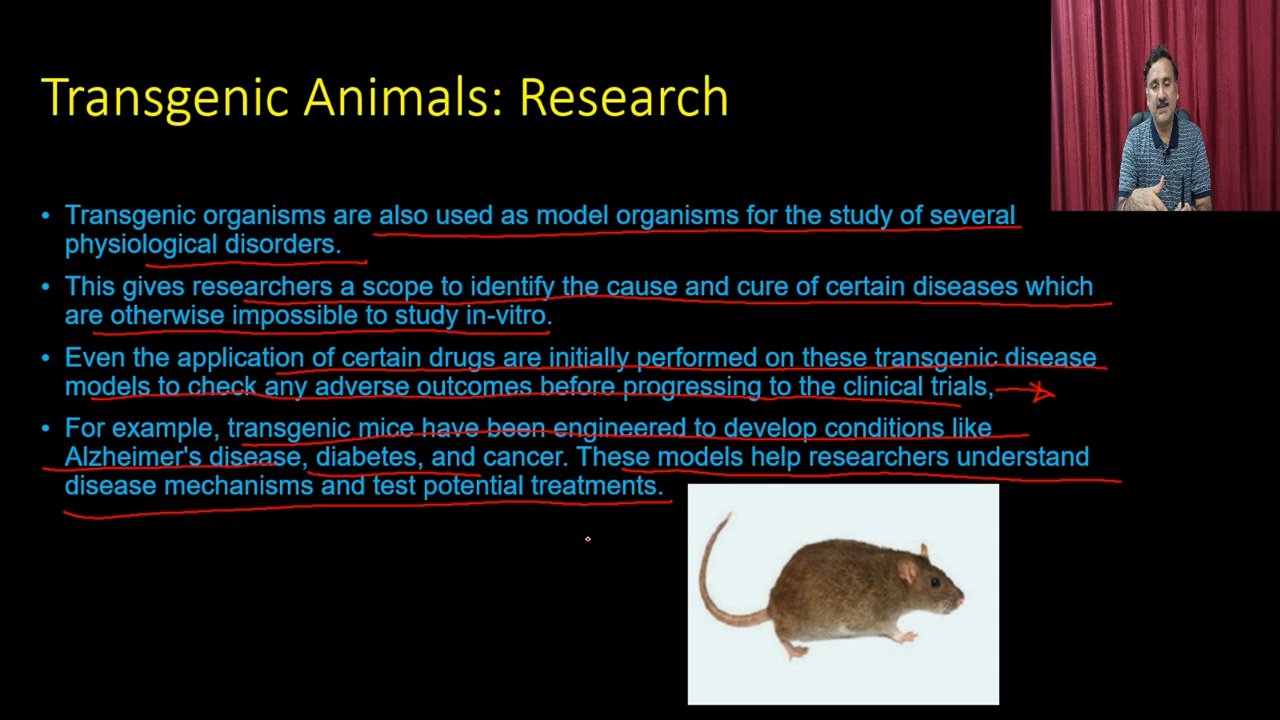 Transgenic Animals: Research
• Transgenic organisms are also used as model organisms for the study of several
physiological disorders.
• This gives researchers a scope to identify the cause and cure of certain diseases which
are otherwise impossible to study in-vitro.
• Even the application of certain drugs are initially performed on these transgenic disease
models to check any adverse outcomes before progressing to the clinical trials,
• For example, transgenic mice have been engineered to develop conditions like
Alzheimer's disease, diabetes, and cancer. These models help researchers understand
disease mechanisms and test potential treatments.